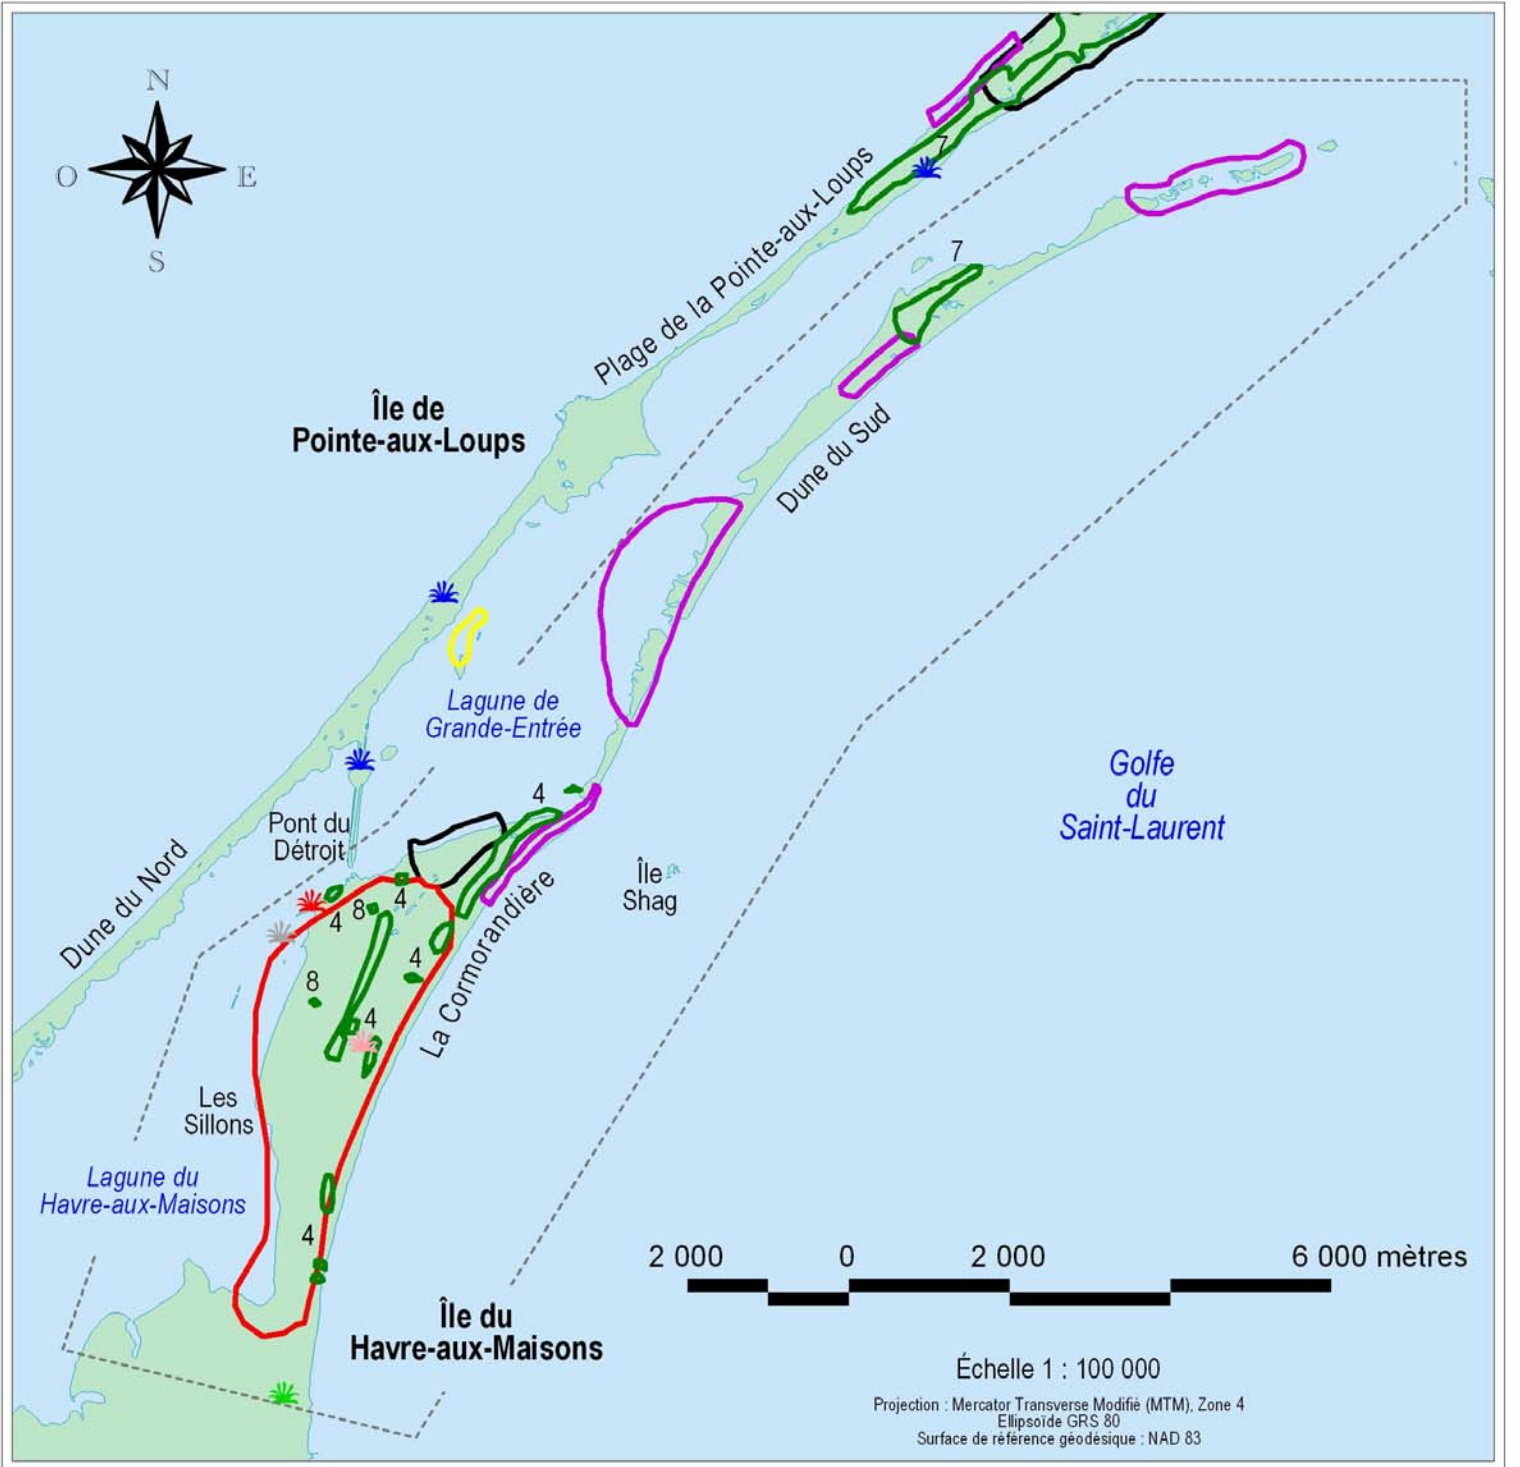 N
O
E
S
7
Plage de la Pointe-aux-Loups
7
Île de
Pointe-aux-Loups
Dune du Sud
Lagune de
Grande-Entrée
Golfe
du
Saint-Laurent
4
Pont du
Détroit
Île
Shag
Dune du Nord
4
8
4
4
La Cormorandière
8
4
Les
Sillons
Lagune du
Havre-aux-Maisons
4
2 000
0
2 000
6 000 mètres
Île du
Havre-aux-Maisons
Échelle 1 : 100 000
Projection : Mercator Transverse Modifié (MTM), Zone 4
Ellipsoïde GRS 80
Surface de référence géodésique : NAD 83